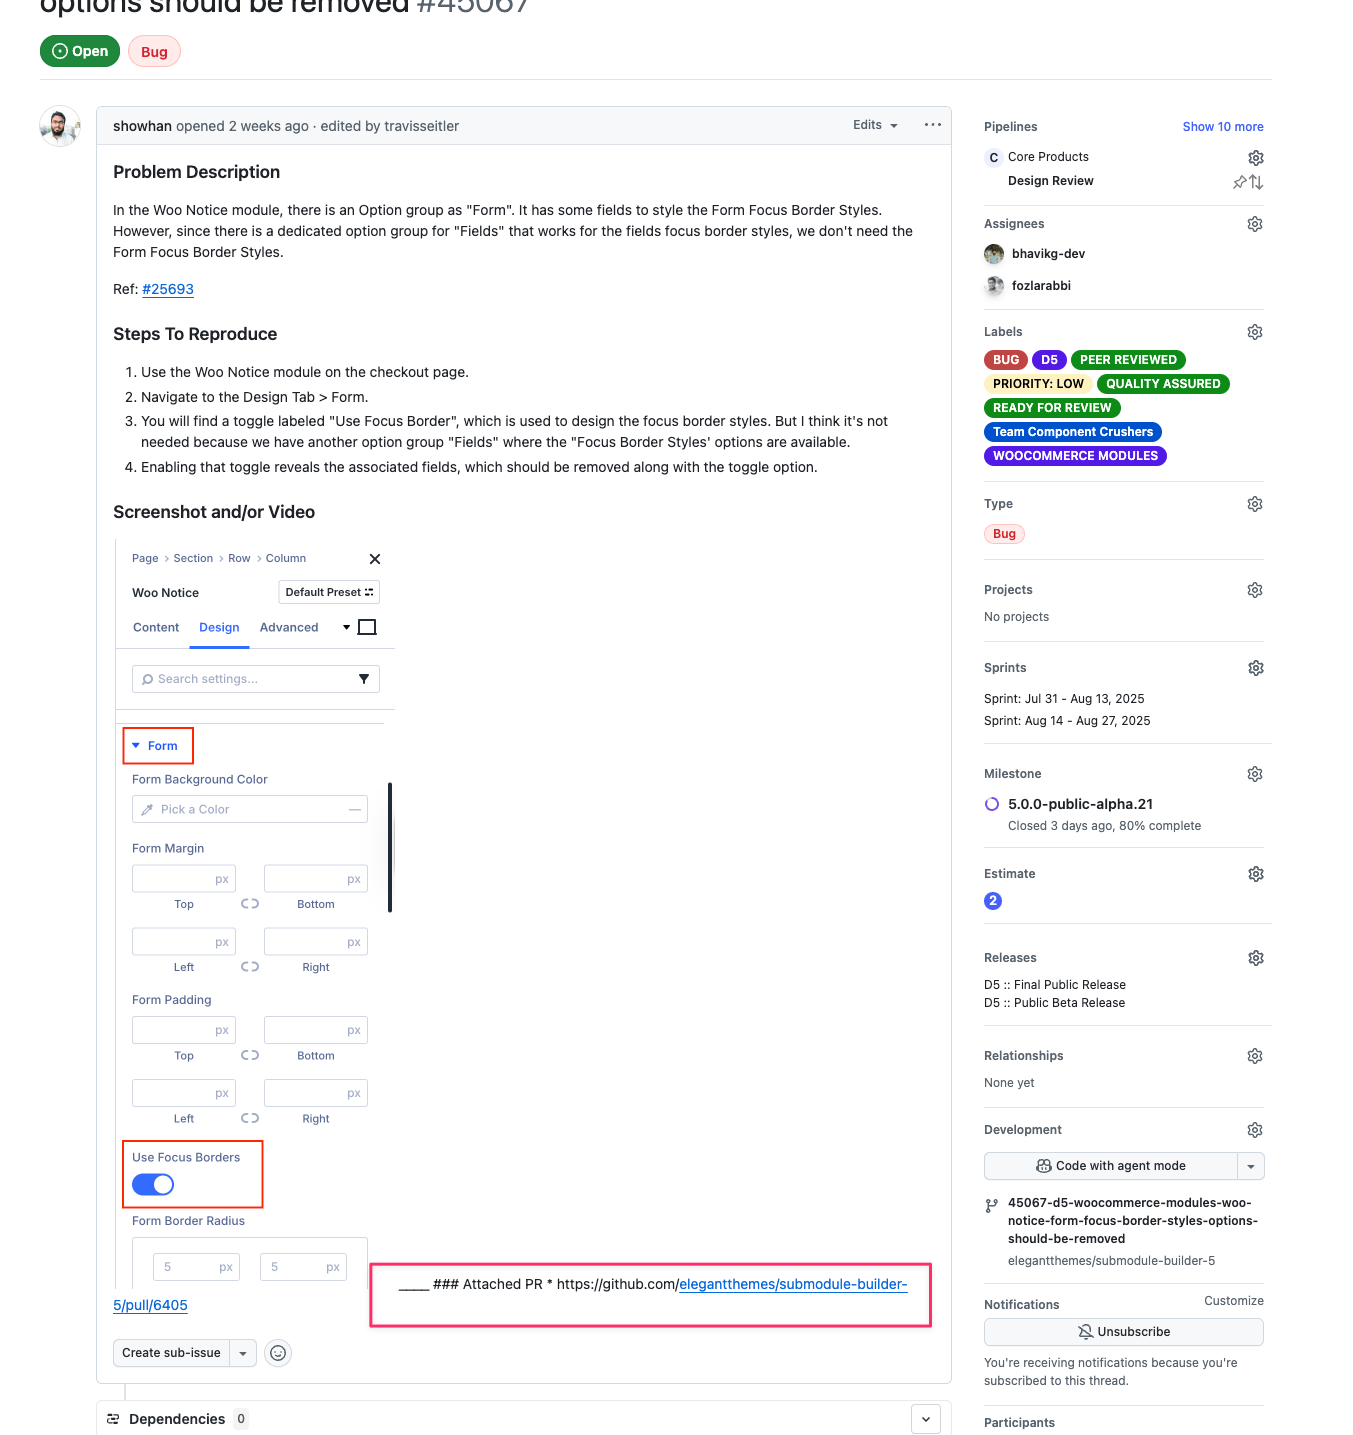 options should be removed #45067
Open
Bug
showhan opened 2 weeks ago · edited by travisseitler
Edits
Problem Description
In the Woo Notice module, there is an Option group as "Form". It has some fields to style the Form Focus Border Styles.
However, since there is a dedicated option group for "Fields" that works for the fields focus border styles, we don't need the
Form Focus Border Styles.
Ref: #25693
Steps To Reproduce
1. Use the Woo Notice module on the checkout page.
2. Navigate to the Design Tab > Form.
3. You will find a toggle labeled "Use Focus Border", which is used to design the focus border styles. But I think it's not
needed because we have another option group "Fields" where the "Focus Border Styles' options are available.
4. Enabling that toggle reveals the associated fields, which should be removed along with the toggle option.
Screenshot and/or Video
Page > Section > Row > Column
Woo Notice
Default Preset
Content Design Advanced
Search settings...
Form
Form Background Color
Pick a Color
Form Margin
px px
Top Bottom
px px
Left Right
Form Padding
px px
Top Bottom
px px
Left Right
Use Focus Borders
Form Border Radius
5 px 5 px
____ ### Attached PR * https://github.com/elegantthemes/submodule-builder-
5/pull/6405
Create sub-issue
Dependencies 0
Pipelines
Show 10 more
C Core Products
Design Review
Assignees
bhavikg-dev
fozlarabbi
Labels
BUG D5 PEER REVIEWED
PRIORITY: LOW QUALITY ASSURED
READY FOR REVIEW
Team Component Crushers
WOOCOMMERCE MODULES
Type
Bug
Projects
No projects
Sprints
Sprint: Jul 31 - Aug 13, 2025
Sprint: Aug 14 - Aug 27, 2025
Milestone
5.0.0-public-alpha.21
Closed 3 days ago, 80% complete
Estimate
2
Releases
D5 :: Final Public Release
D5 :: Public Beta Release
Relationships
None yet
Development
Code with agent mode
45067-d5-woocommerce-modules-woo-
notice-form-focus-border-styles-options-
should-be-removed
elegantthemes/submodule-builder-5
Notifications
Customize
Unsubscribe
You're receiving notifications because you're
subscribed to this thread.
Participants